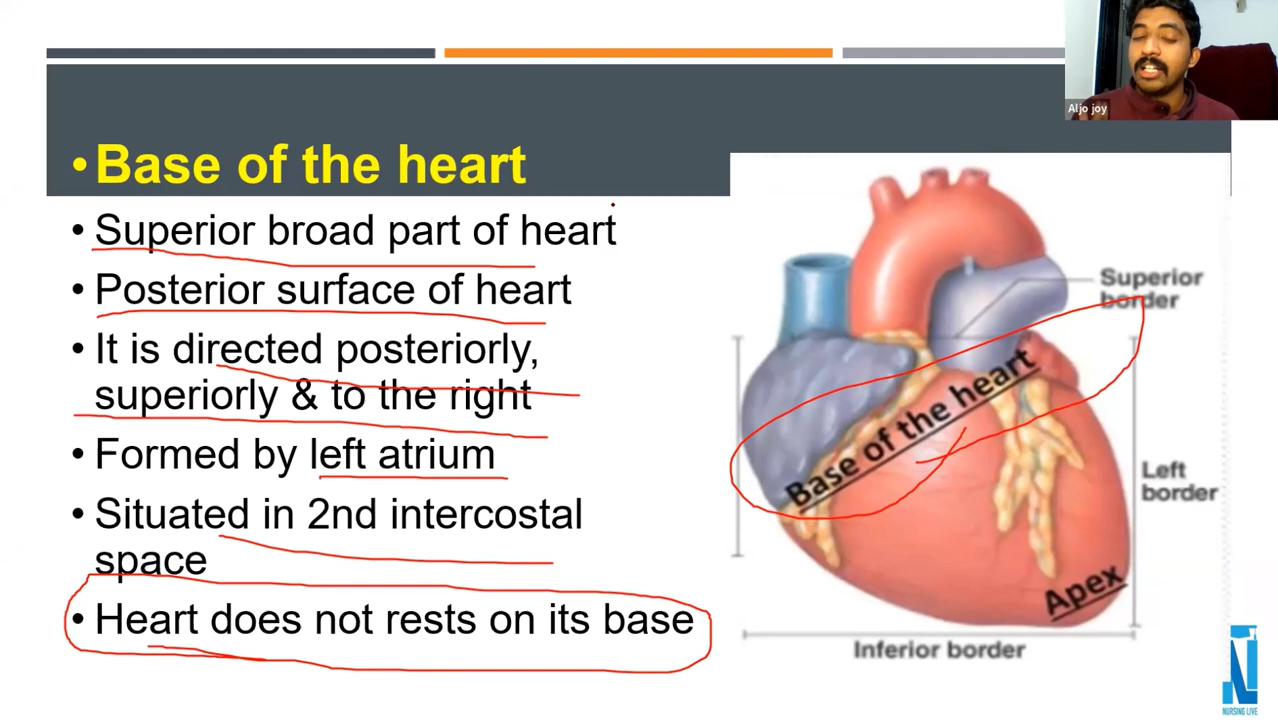 Aljo joy
•Base of the heart
• Superior broad part of heart
• Posterior surface of heart
• It is directed posteriorly,
superiorly & to the right
• Formed by left atrium
• Situated in 2nd intercostal
space
• Heart does not rests on its base
Superior
border
Base of the heart
Left
border
Apex
Inferior border
NURSING LIVE